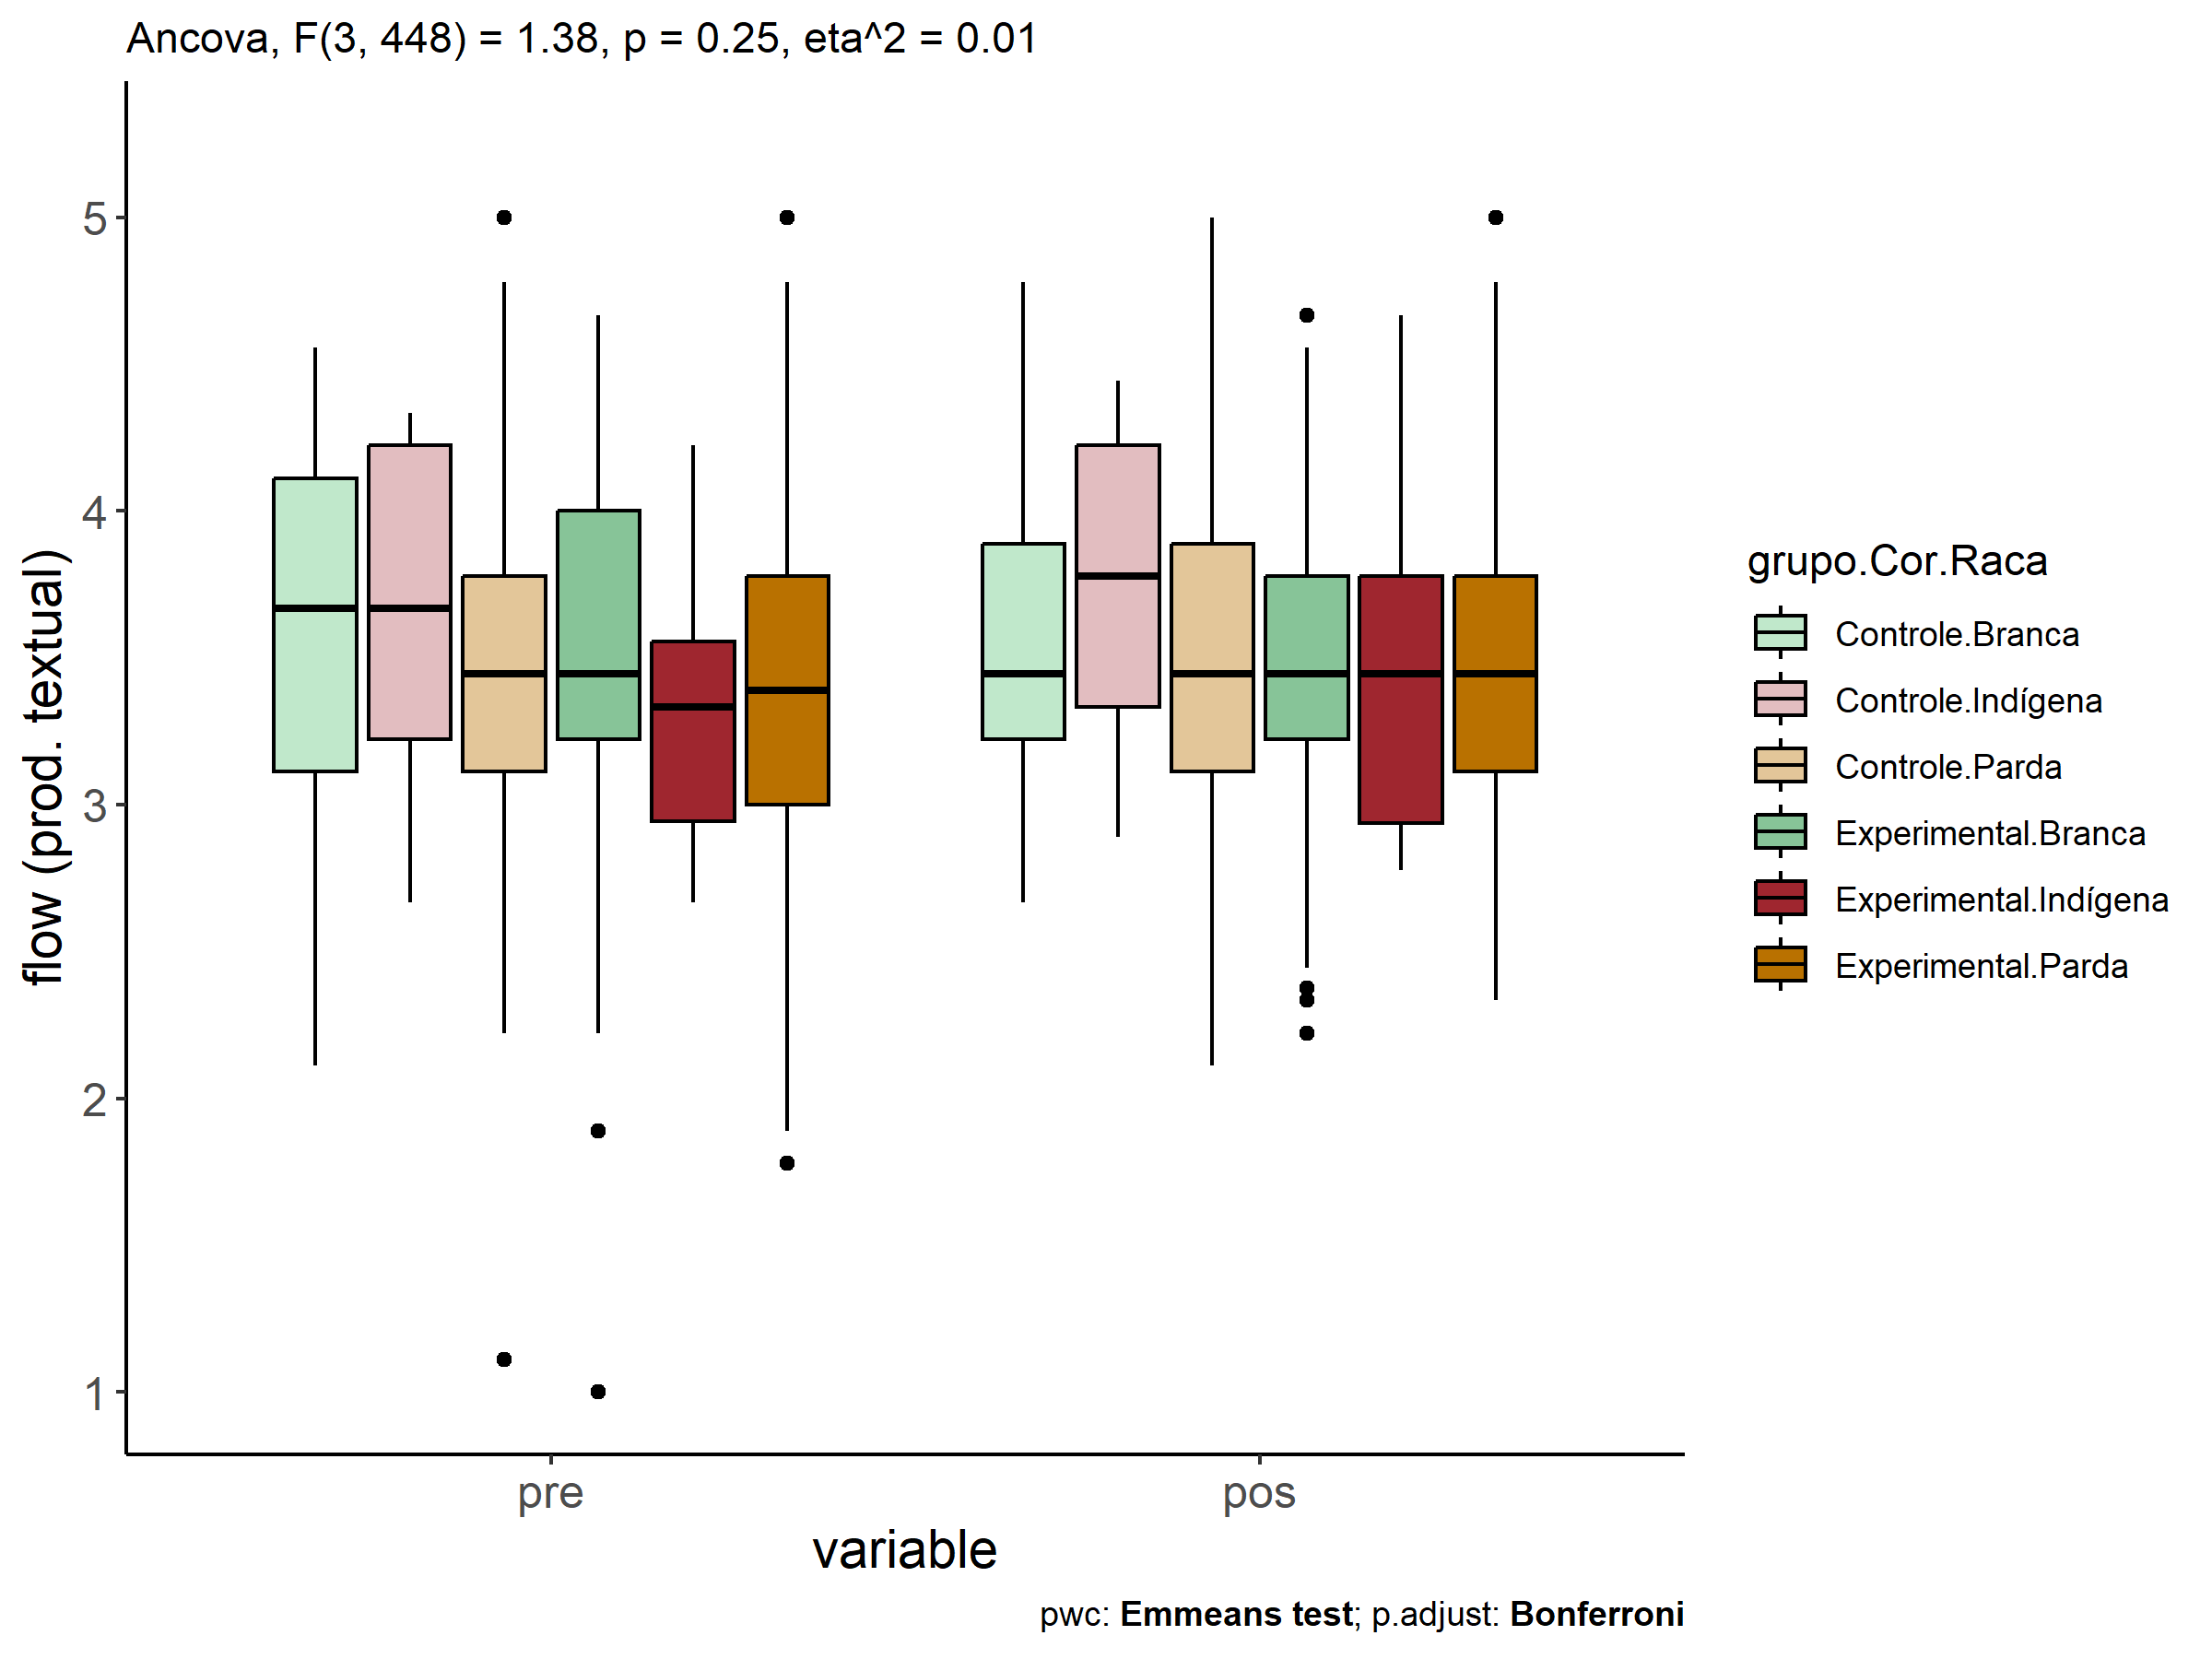 Ancova, F(3, 448) = 1.38, p = 0.25, eta^2 = 0.01
flow (prod. textual)
5
4
3
2
1
pre
pos
variable
grupo.Cor.Raca
Controle.Branca
Controle.Indígena
Controle.Parda
Experimental.Branca
Experimental.Indígena
Experimental.Parda
pwc: Emmeans test; p.adjust: Bonferroni